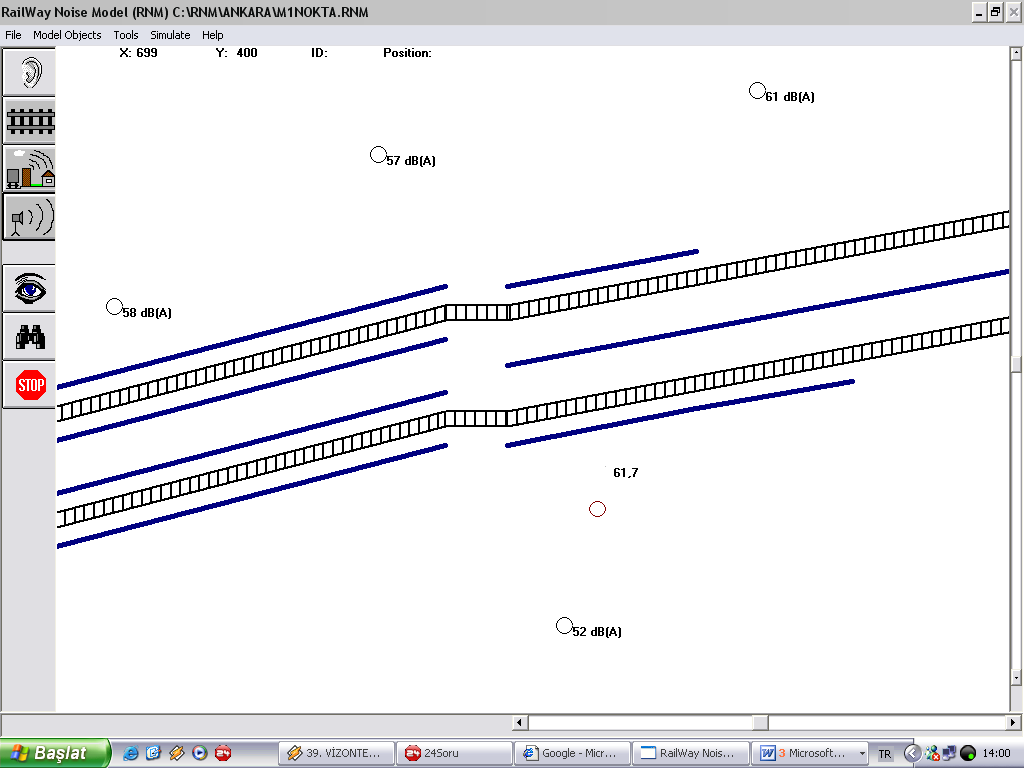 RailWay Noise Model (RNM) C:\RNM\ANKARA\M1NOKTA.RNM
File Model Objects Tools Simulate Help
X: 699 Y: 400 ID: Position:
61 dB(A)
57 dB(A)
58 dB(A)
STOP
61,7
52 dB(A)
Başlat 24 39. VİZONTE... 24 24Soru Google - Micr... RailWay Nois... 3 Microsoft... TR 14:00